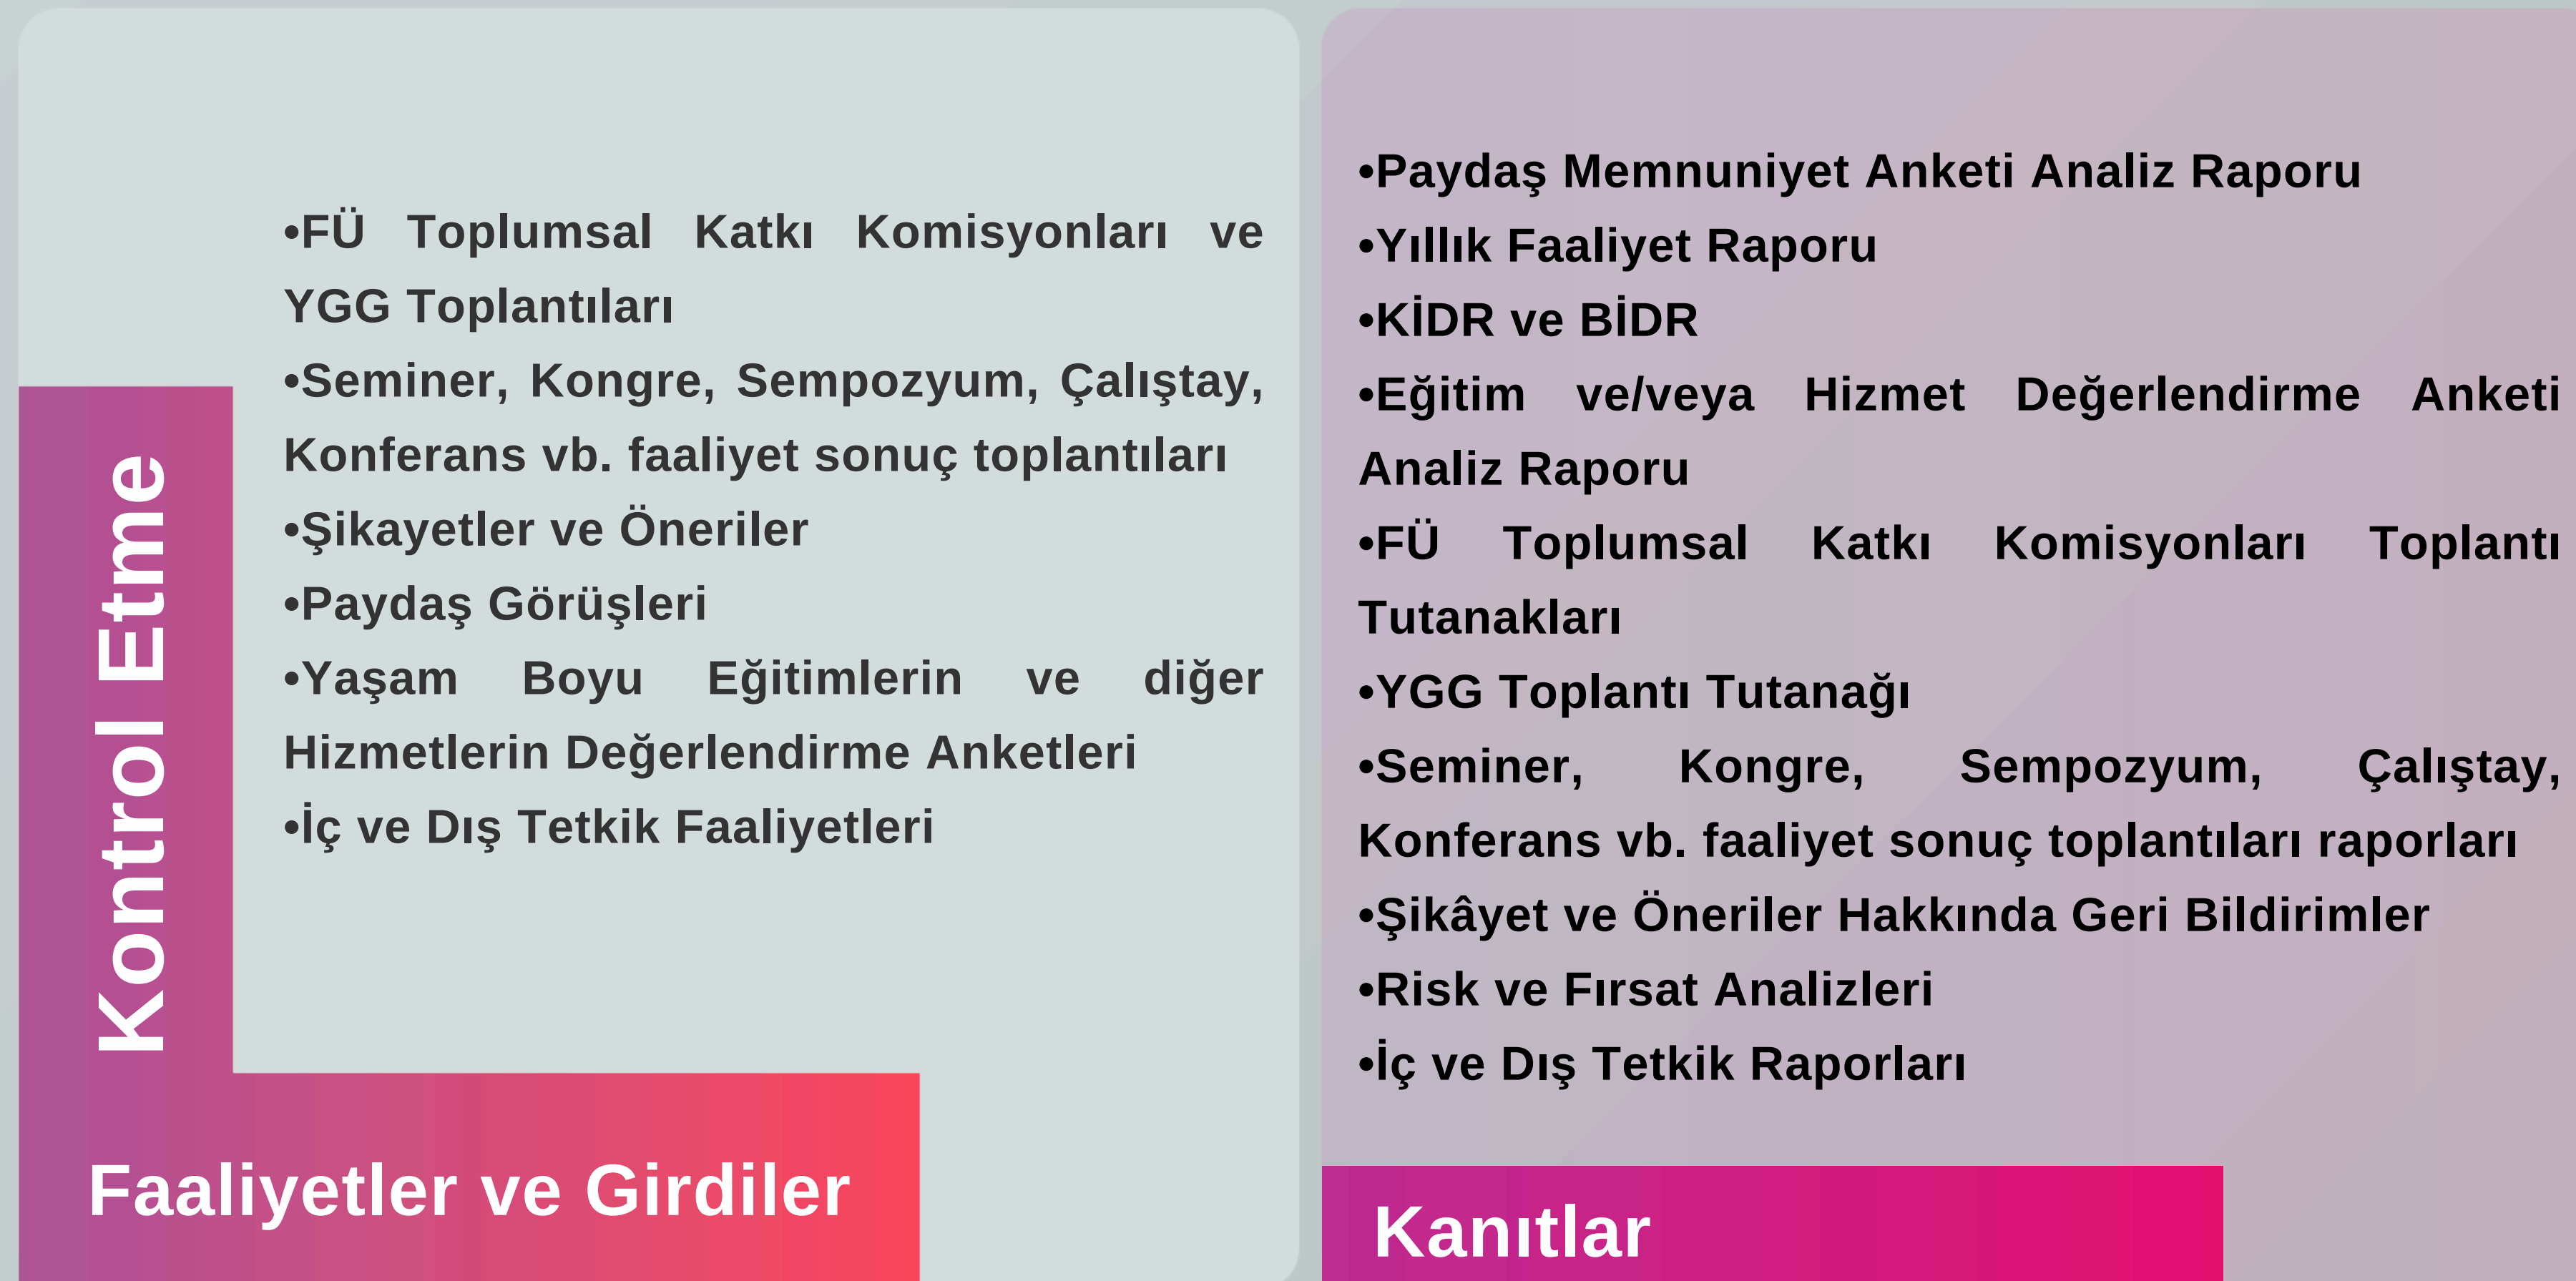 Kontrol Etme
•FÜ Toplumsal Katkı Komisyonları ve
YGG Toplantıları
•Seminer, Kongre, Sempozyum, Çalıştay,
Konferans vb. faaliyet sonuç toplantıları
•Şikayetler ve Öneriler
•Paydaş Görüşleri
•Yaşam Boyu Eğitimlerin ve diğer
Hizmetlerin Değerlendirme Anketleri
•İç ve Dış Tetkik Faaliyetleri
Faaliyetler ve Girdiler
•Paydaş Memnuniyet Anketi Analiz Raporu
•Yıllık Faaliyet Raporu
•KİDR ve BİDR
•Eğitim ve/veya Hizmet Değerlendirme Anketi
Analiz Raporu
•FÜ Toplumsal Katkı Komisyonları Toplantı
Tutanakları
•YGG Toplantı Tutanağı
•Seminer, Kongre, Sempozyum, Çalıştay,
Konferans vb. faaliyet sonuç toplantıları raporları
•Şikâyet ve Öneriler Hakkında Geri Bildirimler
•Risk ve Fırsat Analizleri
•İç ve Dış Tetkik Raporları
Kanıtlar